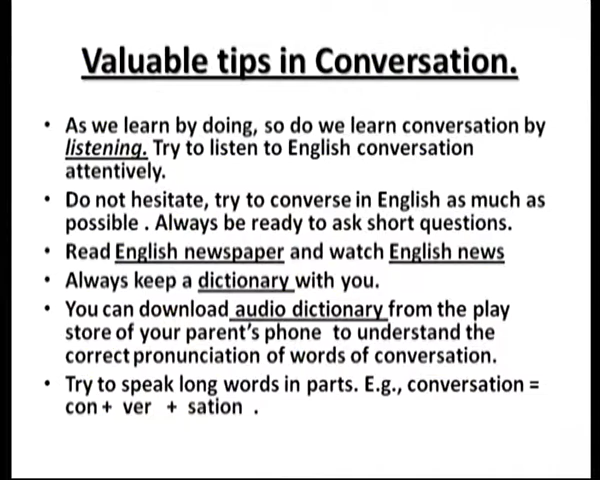 Valuable tips in Conversation.
• As we learn by doing, so do we learn conversation by
listening. Try to listen to English conversation
attentively.
• Do not hesitate, try to converse in English as much as
possible . Always be ready to ask short questions.
• Read English newspaper and watch English news
• Always keep a dictionary with you.
• You can download audio dictionary from the play
store of your parent's phone to understand the
correct pronunciation of words of conversation.
• Try to speak long words in parts. E.g., conversation =
con + ver + sation .